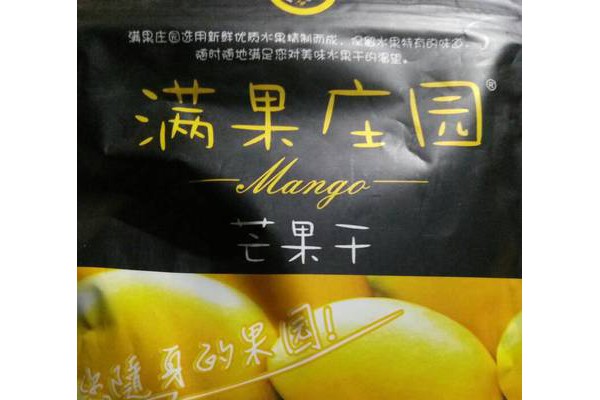 满果庄园选用新鲜优质水果精制而成，保留水果特有的味道，
随时随地满足您对美味水果干的渴望。
满果庄园®
Mango
芒果干
随身的果园!